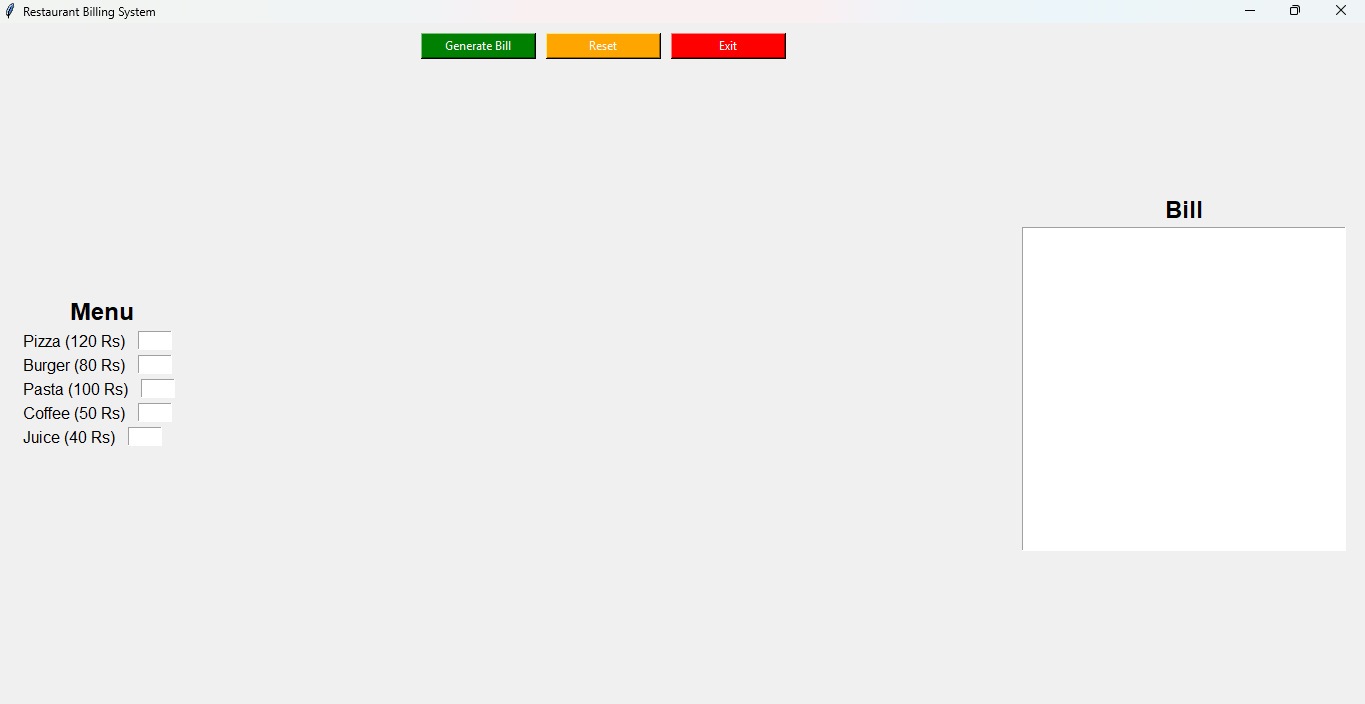 Restaurant Billing System
Generate Bill Reset Exit
Bill
Menu
Pizza (120 Rs)
Burger (80 Rs)
Pasta (100 Rs)
Coffee (50 Rs)
Juice (40 Rs)